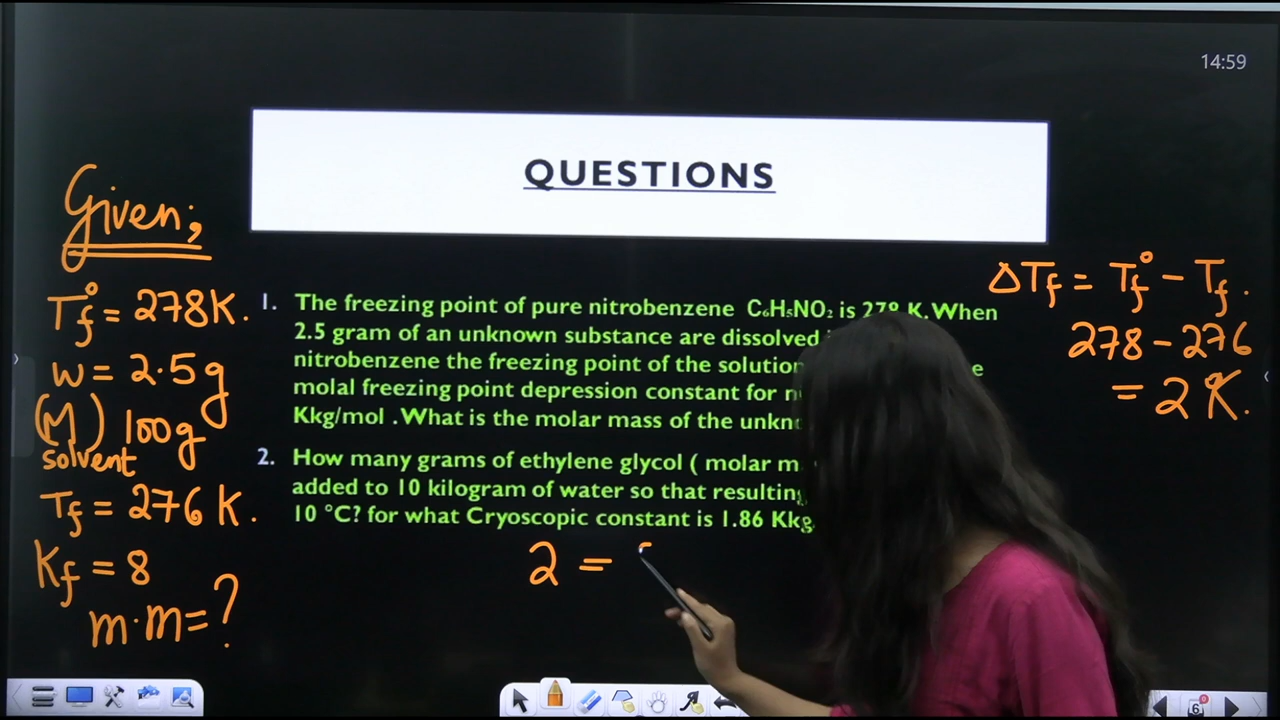 14:59
QUESTIONS
Given;
Tf° = 278K.
w = 2.5g
(M) 100g
solvent
Tf = 276 K.
Kf = 8
m.m=?
1. The freezing point of pure nitrobenzene C₆H₅NO₂ is 278 K. When
2.5 gram of an unknown substance are dissolved
nitrobenzene the freezing point of the solution
molal freezing point depression constant for
Kkg/mol .What is the molar mass of the
2. How many grams of ethylene glycol ( molar
added to 10 kilogram of water so that resulting
10 °C? for what Cryoscopic constant is 1.86 Kkg
2 =
ΔTf = Tf° - Tf.
278 - 276
= 2 K.
6